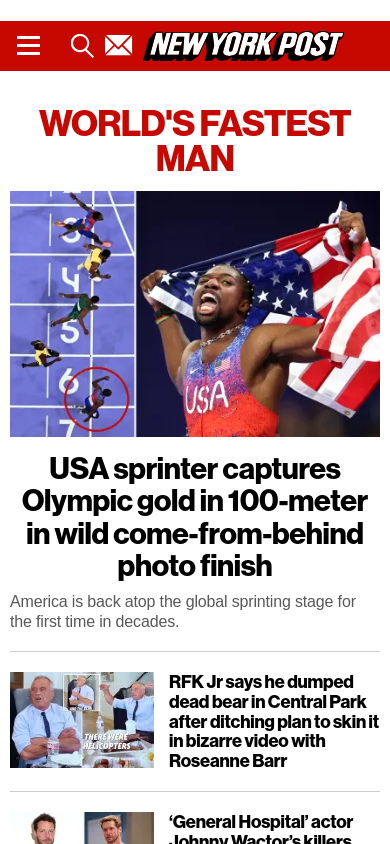 NEW YORK POST
WORLD'S FASTEST
MAN
4
5
6
7
USA
USA sprinter captures
Olympic gold in 100-meter
in wild come-from-behind
photo finish
America is back atop the global sprinting stage for
the first time in decades.
THERE WERE
HELICOPTERS
RFK Jr says he dumped
dead bear in Central Park
after ditching plan to skin it
in bizarre video with
Roseanne Barr
‘General Hospital’ actor
Johnny Wactor’s killers